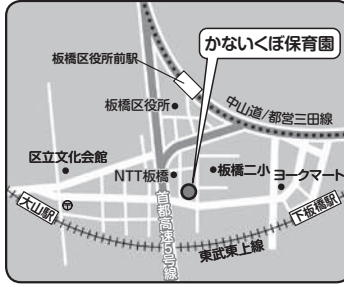 かないくぼ保育園
板橋区役所前駅
板橋区役所
中山道/都営三田線
区立文化会館
NTT板橋
板橋二小
ヨークマート
大山駅
首都高速5号線
下板橋駅
東武東上線